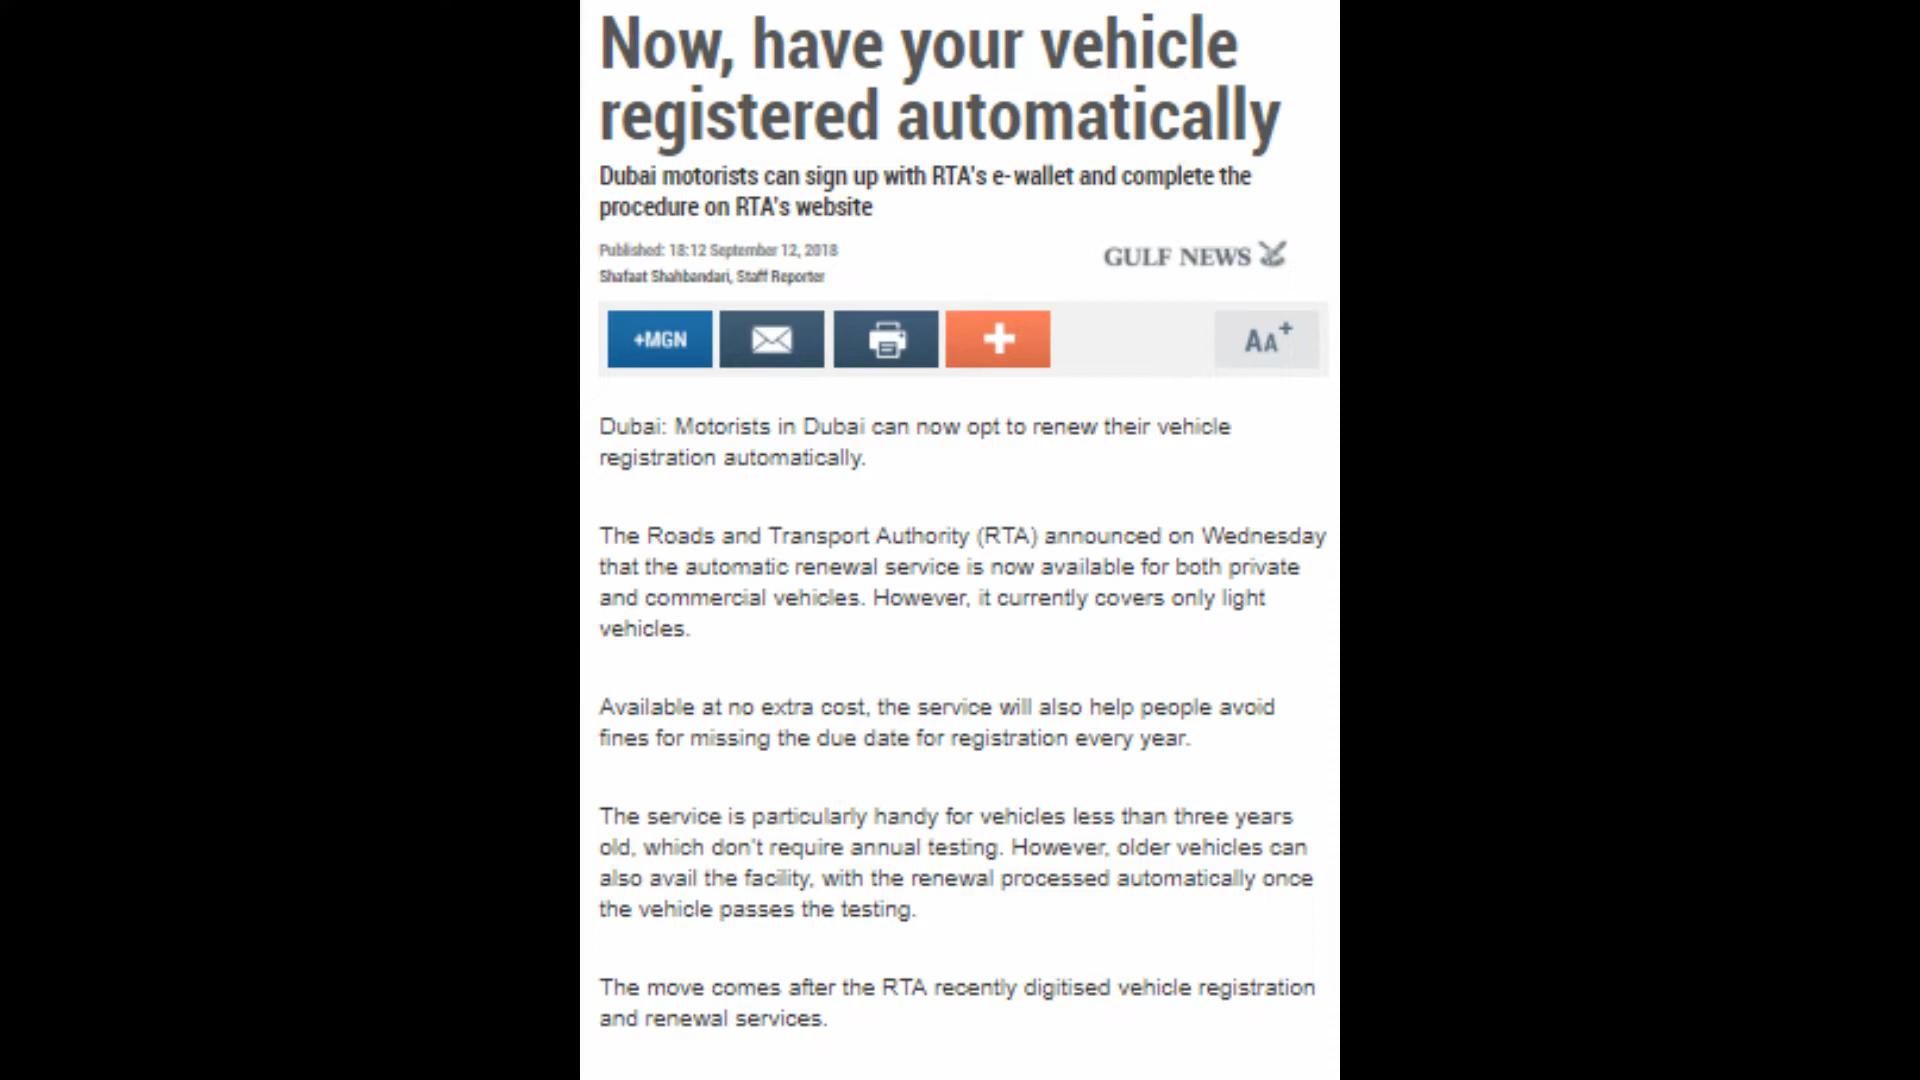 Now, have your vehicle
registered automatically
Dubai motorists can sign up with RTA's e-wallet and complete the
procedure on RTA's website
Published: 18:12 September 12, 2018
GULF NEWS
Shafaat Shahbandari, Staff Reporter
+MGN
AA+
Dubai: Motorists in Dubai can now opt to renew their vehicle
registration automatically.
The Roads and Transport Authority (RTA) announced on Wednesday
that the automatic renewal service is now available for both private
and commercial vehicles. However, it currently covers only light
vehicles.
Available at no extra cost, the service will also help people avoid
fines for missing the due date for registration every year.
The service is particularly handy for vehicles less than three years
old, which don't require annual testing. However, older vehicles can
also avail the facility, with the renewal processed automatically once
the vehicle passes the testing.
The move comes after the RTA recently digitised vehicle registration
and renewal services.